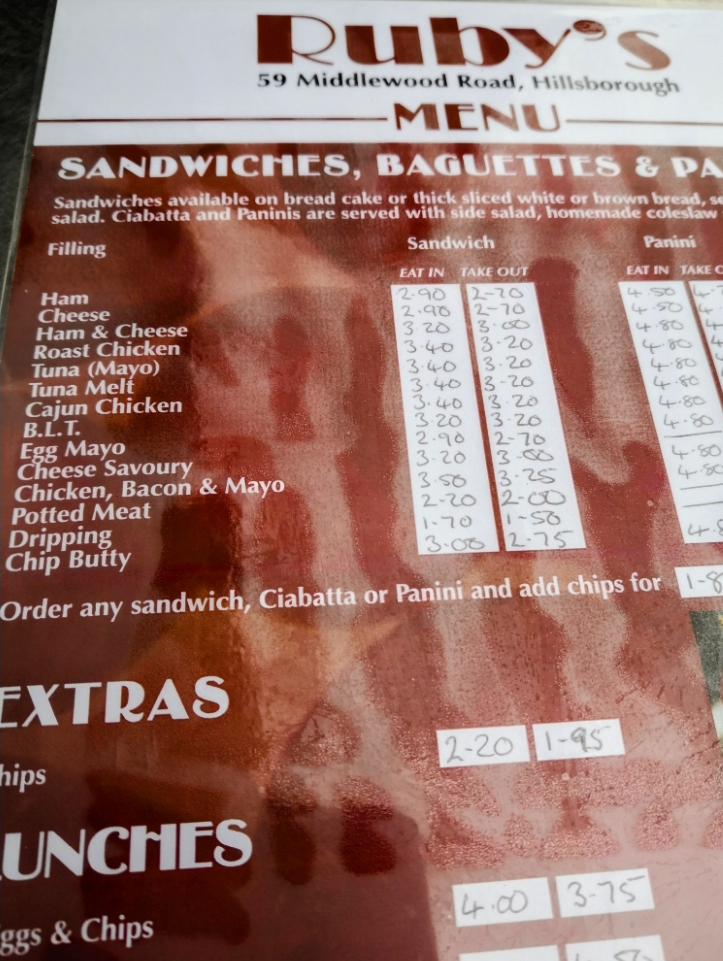 Ruby's
59 Middlewood Road, Hillsborough
MENU
SANDWICHES, BAGUETTES & PA
Sandwiches available on bread cake or thick sliced white or brown bread, se
salad. Ciabatta and Paninis are served with side salad, homemade coleslaw
Filling Sandwich Panini
EAT IN TAKE OUT EAT IN TAKE O
Ham 2.90 2-70 4.50
Cheese 2.90 2-70 4.50
Ham & Cheese 3.20 3.00 4.80
Roast Chicken 3.40 3.20 4.80
Tuna (Mayo) 3.40 3.20 4.80
Tuna Melt 3.40 3-20 4.80
Cajun Chicken 3.40 3.20 4.80
B.L.T. 3.20 3.20 4.80
Egg Mayo 2.90 2-70
Cheese Savoury 3.20 3.00 4.80
Chicken, Bacon & Mayo 3.50 3.25 4.80
Potted Meat 2-20 2-00
Dripping 1-70 1-50
Chip Butty 3.00 2.75 4.8
Order any sandwich, Ciabatta or Panini and add chips for 1-8
EXTRAS
hips 2-20 1-95
UNCHES
ggs & Chips 4.00 3-75